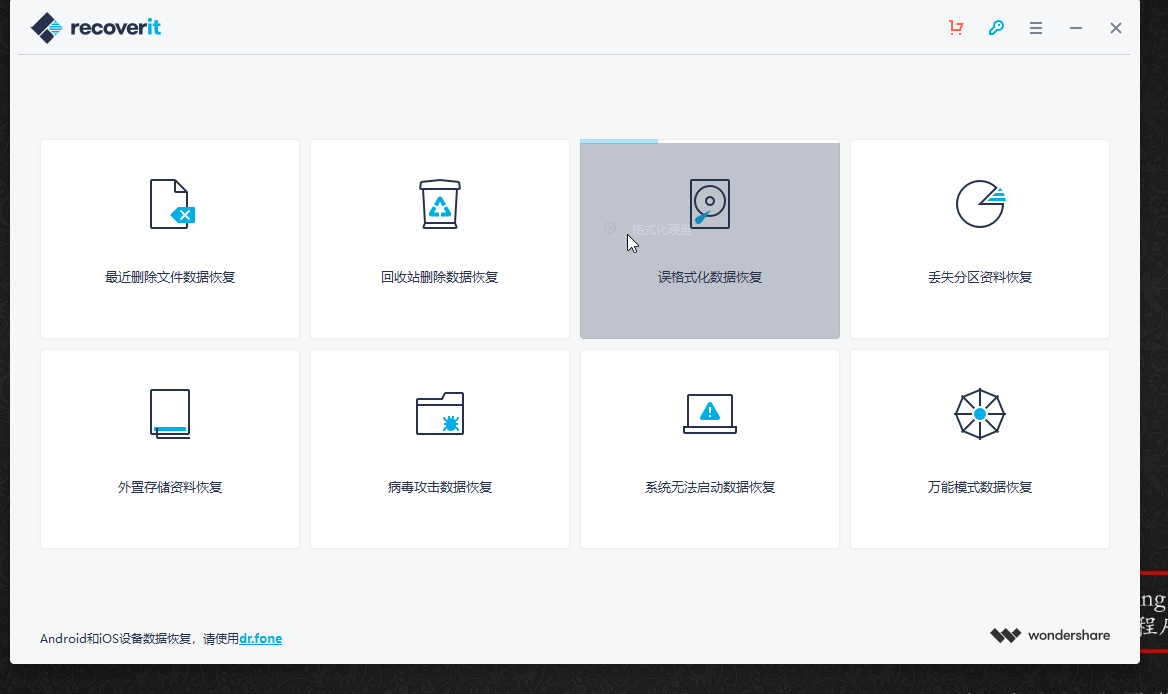 recoverit
最近删除文件数据恢复
回收站删除数据恢复
格式化硬盘
误格式化数据恢复
丢失分区资料恢复
外置存储资料恢复
病毒攻击数据恢复
系统无法启动数据恢复
万能模式数据恢复
ng
程
Android和iOS设备数据恢复，请使用dr.fone
wondershare